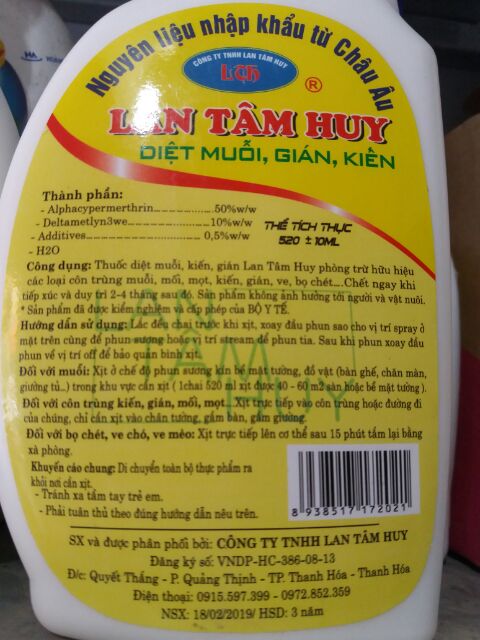 Nguyên liệu nhập khẩu từ Châu Âu
CÔNG TY TNHH LAN TÂM HUY
LCh
®
LAN TÂM HUY
DIỆT MUỖI, GIÁN, KIẾN
Thành phần:
- Alphacypermerthrin..................50%w/w
- Deltametlyn3we..................10%w/w
- Additives..................0,5%w/w
- H2O
THỂ TÍCH THỰC
520 ±10ML
Công dụng: Thuốc diệt muỗi, kiến, gián Lan Tâm Huy phòng trừ hữu hiệu
các loại côn trùng muỗi, mối, mọt, kiến, gián, ve, bọ chét....Chết ngay khi
tiếp xúc và duy trì 2-4 tháng sau đó. Sản phẩm không ảnh hưởng tới người và vật nuôi.
* Sản phẩm đã được kiểm nghiệm và cấp phép của BỘ Y TẾ.
Hướng dẫn sử dụng: Lắc đều chai trước khi xịt, xoay đầu phun sao cho vị trí spray ở
mặt trên cùng để phun sương hoặc vị trí stream để phun tia. Sau khi phun xoay đầu
phun về vị trí off để bảo quản bình xịt.
Đối với muỗi: Xịt ở chế độ phun sương kín bề mặt tường, đồ vật (bàn ghế, chăn màn,
giường tủ...) trong khu vực cần xịt ( 1chai 520 ml xịt được 40 - 60 m2 sàn hoặc bề mặt tường ).
Đối với côn trùng kiến, gián, mối, mọt...Xịt trực tiếp vào côn trùng hoặc đường đi
của chúng, chỉ cần xịt vào chân tường, gầm bàn, gầm giường.
Đối với bọ chét, ve chó, ve mèo: Xịt trực tiếp lên cơ thể sau 15 phút tắm lại bằng
xà phòng.
Khuyến cáo chung: Di chuyển toàn bộ thực phẩm ra
khỏi nơi cần xịt.
- Tránh xa tầm tay trẻ em.
- Phải tuân thủ theo đúng hướng dẫn nêu trên.
LAN
TÂM
HUY
8 938517 172021
SX và được phân phối bởi: CÔNG TY TNHH LAN TÂM HUY
Đăng ký số: VNDP-HC-386-08-13
Đ/c: Quyết Thắng - P. Quảng Thịnh - TP. Thanh Hóa - Thanh Hóa
Điện thoại: 0915.597.399 - 0972.852.359
NSX: 18/02/2019/ HSD: 3 năm